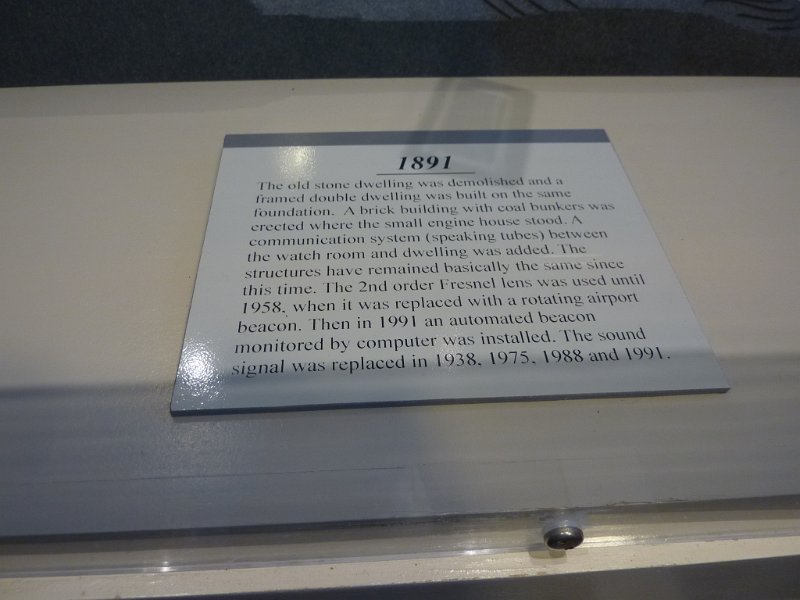 1891
The old stone dwelling was demolished and a
framed double dwelling was built on the same
foundation. A brick building with coal bunkers was
erected where the small engine house stood. A
communication system (speaking tubes) between
the watch room and dwelling was added. The
structures have remained basically the same since
this time. The 2nd order Fresnel lens was used until
1958, when it was replaced with a rotating airport
beacon. Then in 1991 an automated beacon
monitored by computer was installed. The sound
signal was replaced in 1938, 1975, 1988 and 1991.